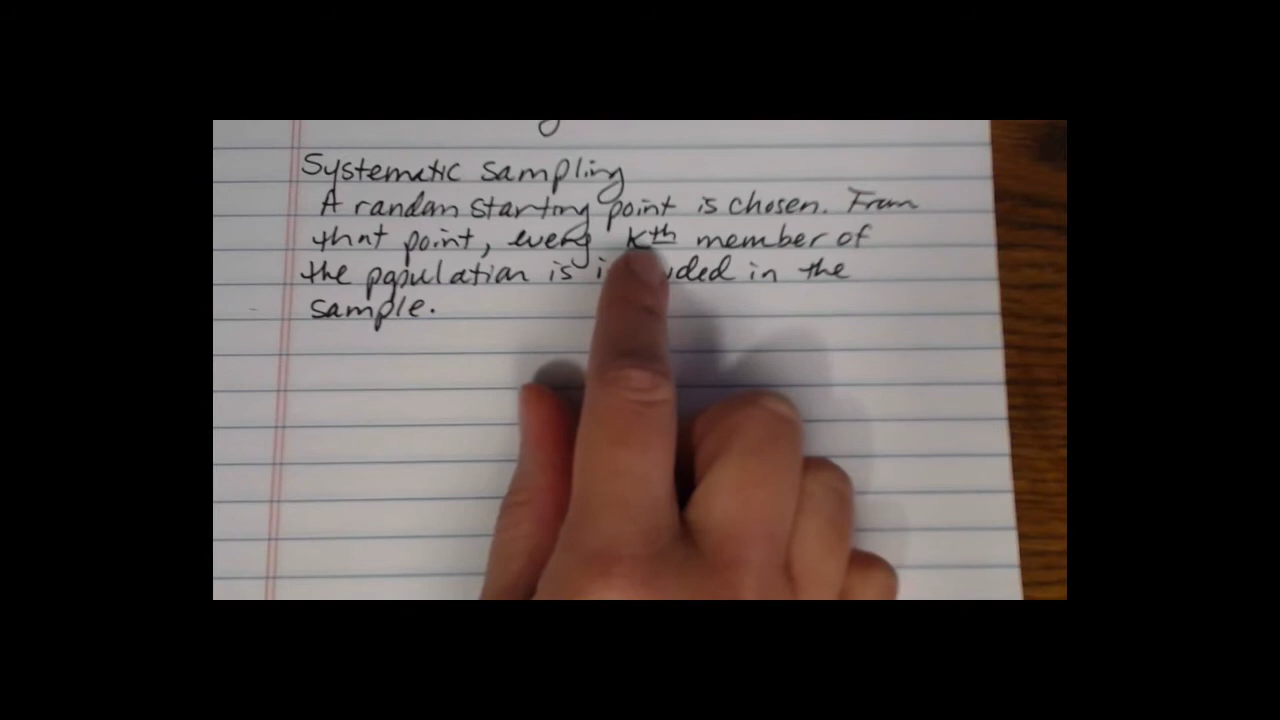 Systematic sampling
A random starting point is chosen. From
that point, every Kth member of
the population is in the
sample.